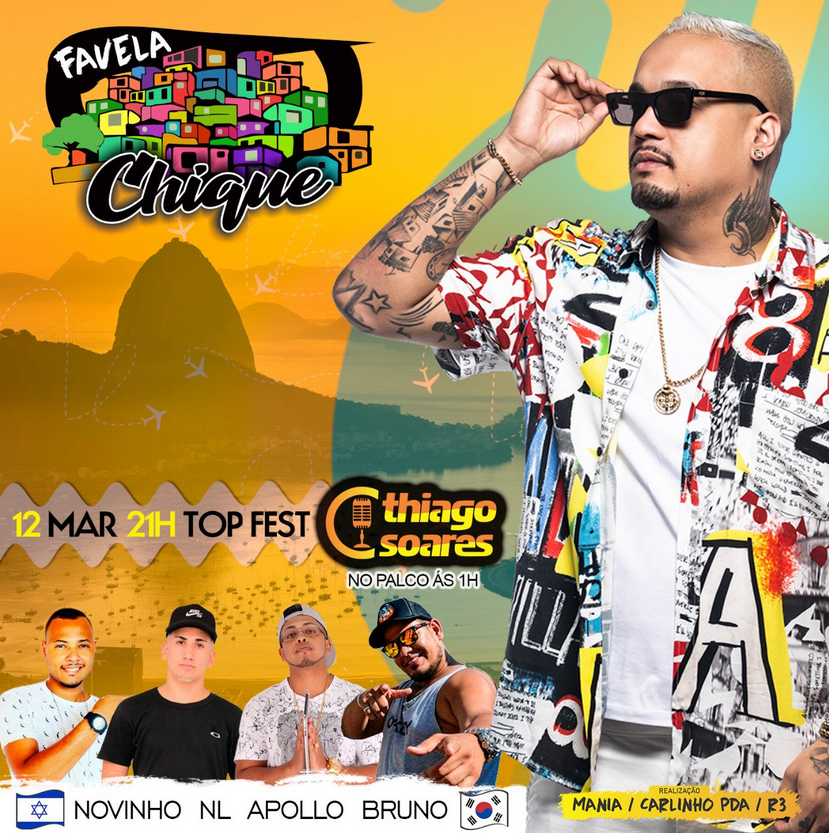 FAVELA
Chique
12 MAR 21H TOP FEST
thiago
soares
NO PALCO ÁS 1H
NOVINHO NL APOLLO BRUNO
REALIZAÇÃO
MANIA / CARLINHO PDA / R3